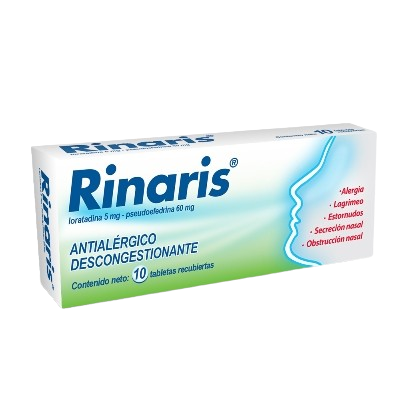 Rinaris®
loratadina 5 mg - pseudoefedrina 60 mg
ANTIALÉRGICO
DESCONGESTIONANTE
Contenido neto: 10 tabletas recubiertas
• Alergia
• Lagrimeo
• Estornudos
• Secreción nasal
• Obstrucción nasal